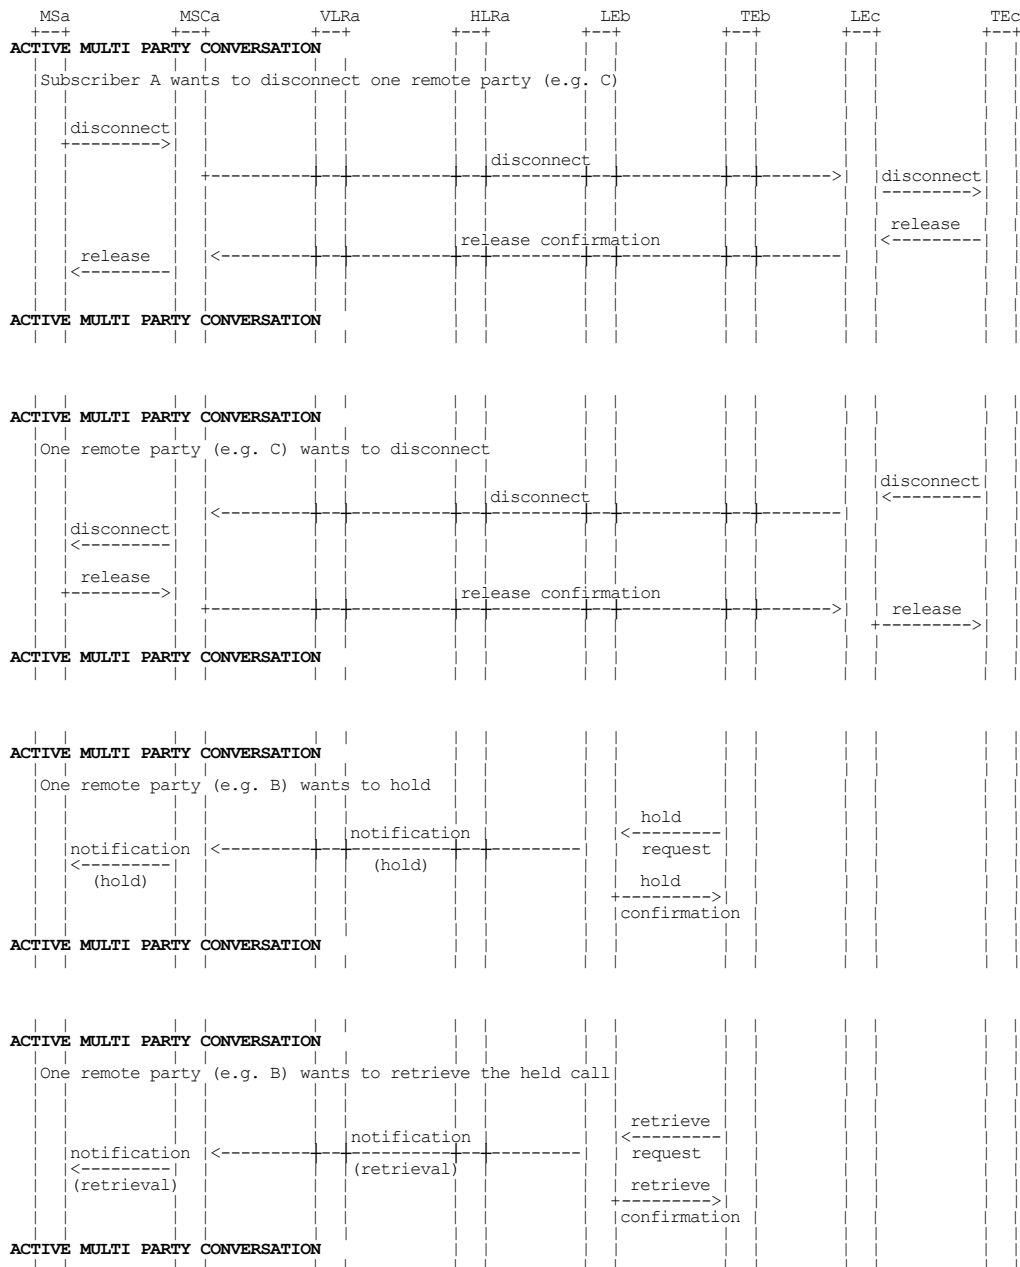 MSa MSCa VLRa HLRa LEb TEb LEc TEc
ACTIVE MULTI PARTY CONVERSATION
Subscriber A wants to disconnect one remote party (e.g. C)
disconnect
disconnect
disconnect
release
release confirmation
release
ACTIVE MULTI PARTY CONVERSATION
ACTIVE MULTI PARTY CONVERSATION
One remote party (e.g. C) wants to disconnect
disconnect
disconnect
disconnect
release
release confirmation
release
ACTIVE MULTI PARTY CONVERSATION
ACTIVE MULTI PARTY CONVERSATION
One remote party (e.g. B) wants to hold
hold
notification
notification request
(hold)
(hold) hold
confirmation
ACTIVE MULTI PARTY CONVERSATION
ACTIVE MULTI PARTY CONVERSATION
One remote party (e.g. B) wants to retrieve the held call
retrieve
notification
notification request
(retrieval)
(retrieval) retrieve
confirmation
ACTIVE MULTI PARTY CONVERSATION